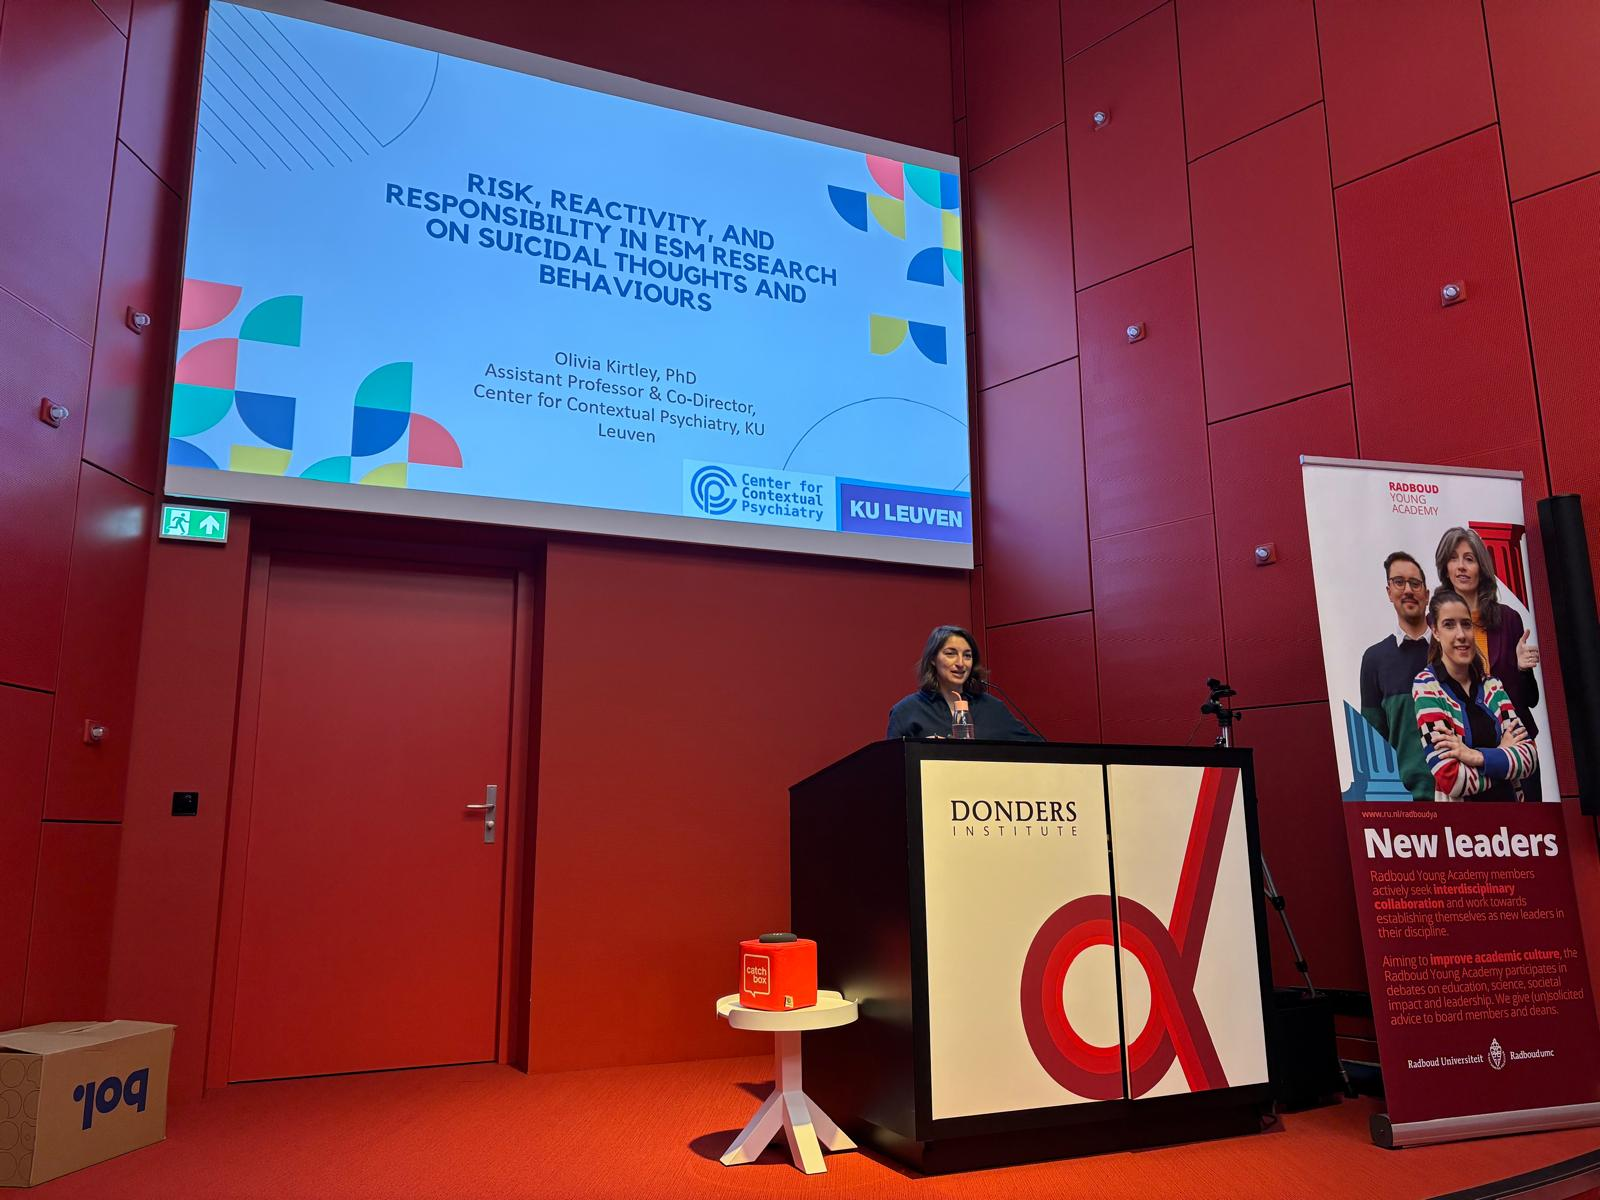 RISK, REACTIVITY, AND
RESPONSIBILITY IN ESM RESEARCH
ON SUICIDAL THOUGHTS AND
BEHAVIOURS
Olivia Kirtley, PhD
Assistant Professor & Co-Director,
Center for Contextual Psychiatry, KU
Leuven
Center for
Contextual
Psychiatry
KU LEUVEN
RADBOUD
YOUNG
ACADEMY
www.ru.nl/radboudya
New leaders
Radboud Young Academy members
actively seek interdisciplinary
collaboration and work towards
establishing themselves as new leaders in
their discipline.
Aiming to improve academic culture, the
Radboud Young Academy participates in
debates on education, science, societal
impact and leadership. We give (un)solicited
advice to board members and deans.
Radboud Universiteit Radboudumc
DONDERS
INSTITUTE
catch
box
bol.